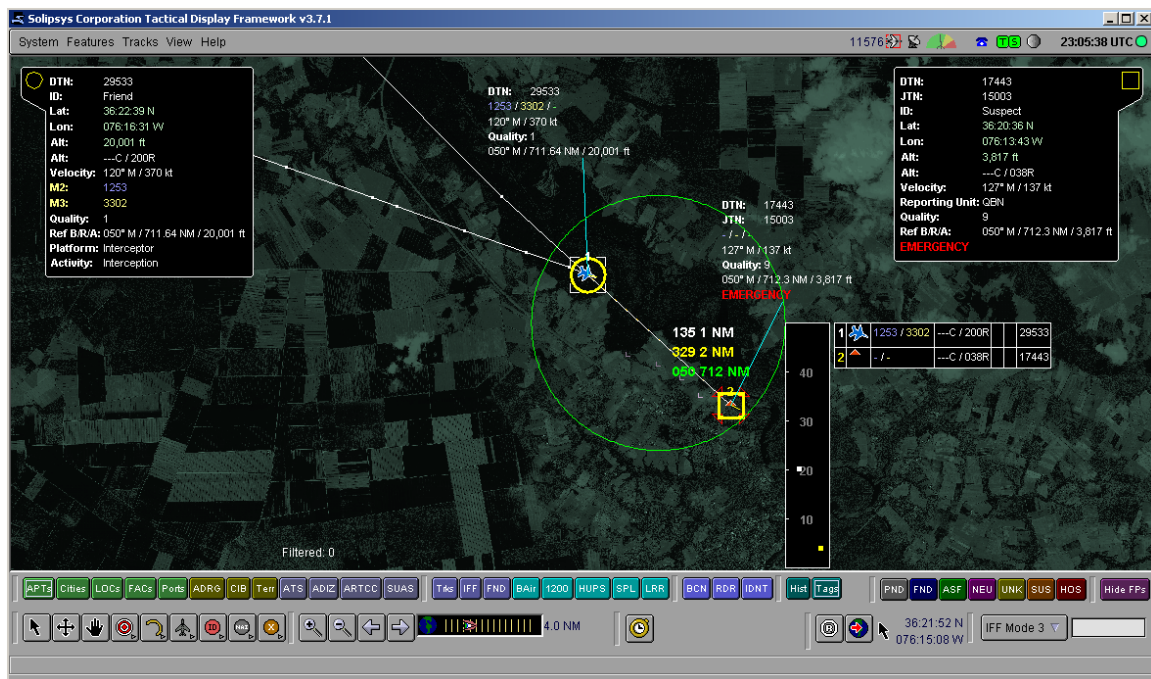 Solipsys Corporation Tactical Display Framework v3.7.1
System Features Tracks View Help
11576 T S 23:05:38 UTC
DTN: 29533
ID: Friend
Lat: 36:22:39 N
Lon: 076:16:31 W
Alt: 20,001 ft
Alt: ---C / 200R
Velocity: 120° M / 370 kt
M2: 1253
M3: 3302
Quality: 1
Ref B/R/A: 050° M / 711.64 NM / 20,001 ft
Platform: Interceptor
Activity: Interception
DTN: 29533
1253 / 3302 / -
120° M / 370 kt
Quality: 1
050° M / 711.64 NM / 20,001 ft
DTN: 17443
JTN: 15003
ID: Suspect
Lat: 36:20:36 N
Lon: 076:13:43 W
Alt: 3,817 ft
Alt: ---C / 038R
Velocity: 127° M / 137 kt
Reporting Unit: QBN
Quality: 9
Ref B/R/A: 050° M / 712.3 NM / 3,817 ft
EMERGENCY
DTN: 17443
JTN: 15003
- / - / -
127° M / 137 kt
Quality: 9
050° M / 712.3 NM / 3,817 ft
EMERGENCY
135 1 NM
329 2 NM
050 712 NM
2
40
30
20
10
1 1253 / 3302 ---C / 200R 29533
2 - / - ---C / 038R 17443
Filtered: 0
APTs Cities LOCs FACs Ports ADRG CIB Terr ATS ADIZ ARTCC SUAS Trks IFF FND BAir 1200 HUPS SPL LRR BCN RDR IDNT Hist Tags PND FND ASF NEU UNK SUS HOS Hide FPs
ID NAI X 4.0 NM R 36:21:52 N IFF Mode 3
076:15:08 W